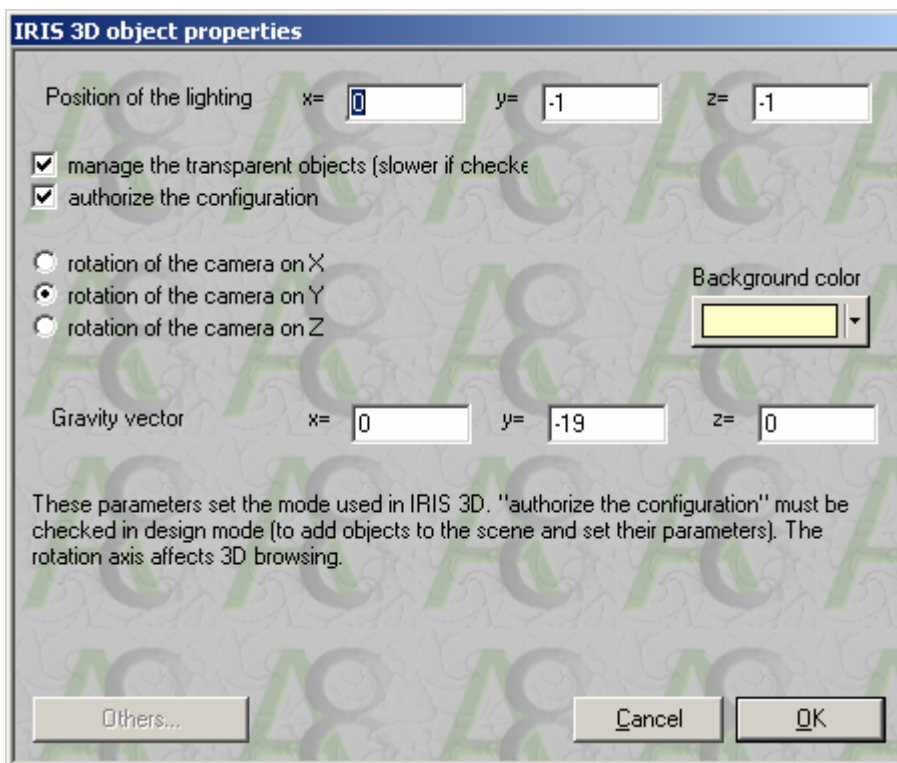 IRIS 3D object properties
Position of the lighting x= 0 y= -1 z= -1
manage the transparent objects (slower if checke
authorize the configuration
rotation of the camera on X
rotation of the camera on Y
rotation of the camera on Z
Background color
Gravity vector x= 0 y= -19 z= 0
These parameters set the mode used in IRIS 3D. "authorize the configuration" must be
checked in design mode (to add objects to the scene and set their parameters). The
rotation axis affects 3D browsing.
Others... Cancel OK